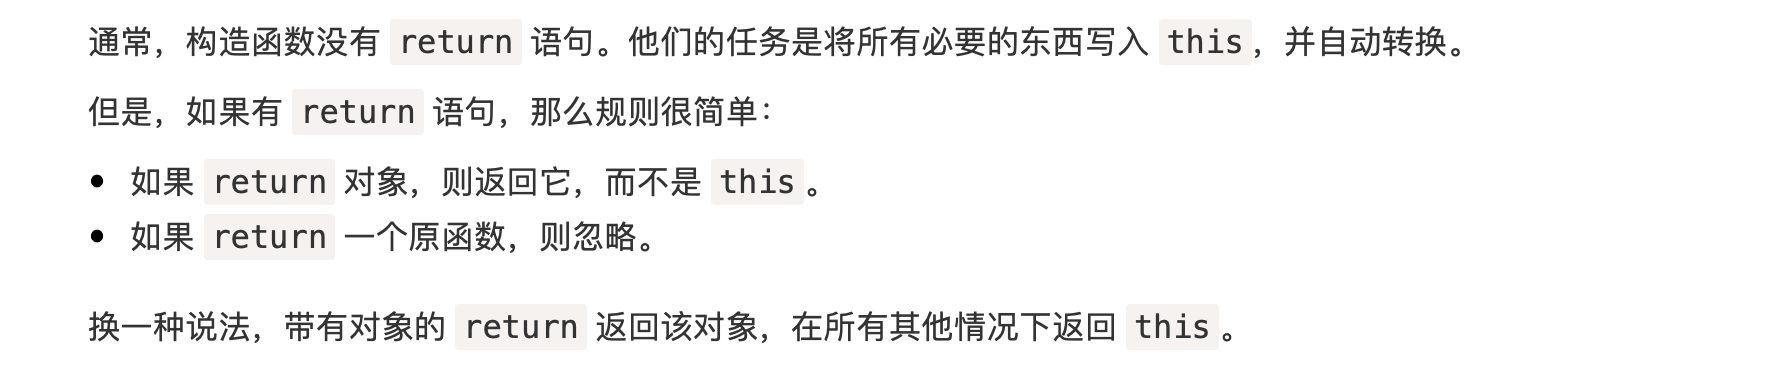 通常，构造函数没有 return 语句。他们的任务是将所有必要的东西写入 this，并自动转换。
但是，如果有 return 语句，那么规则很简单：
• 如果 return 对象，则返回它，而不是 this。
• 如果 return 一个原函数，则忽略。
换一种说法，带有对象的 return 返回该对象，在所有其他情况下返回 this。